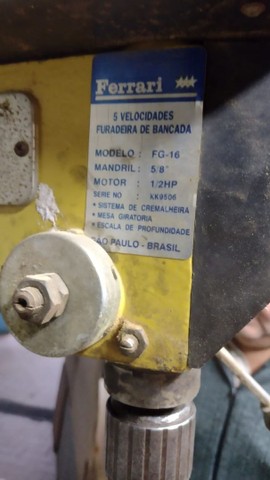 Ferrari
5 VELOCIDADES
FURADEIRA DE BANCADA
MODELO : FG-16
MANDRIL : 5/8"
MOTOR : 1/2HP
SERIE NO : KK9506
• SISTEMA DE CREMALHEIRA
• MESA GIRATORIA
• ESCALA DE PROFUNDIDADE
SAO PAULO - BRASIL